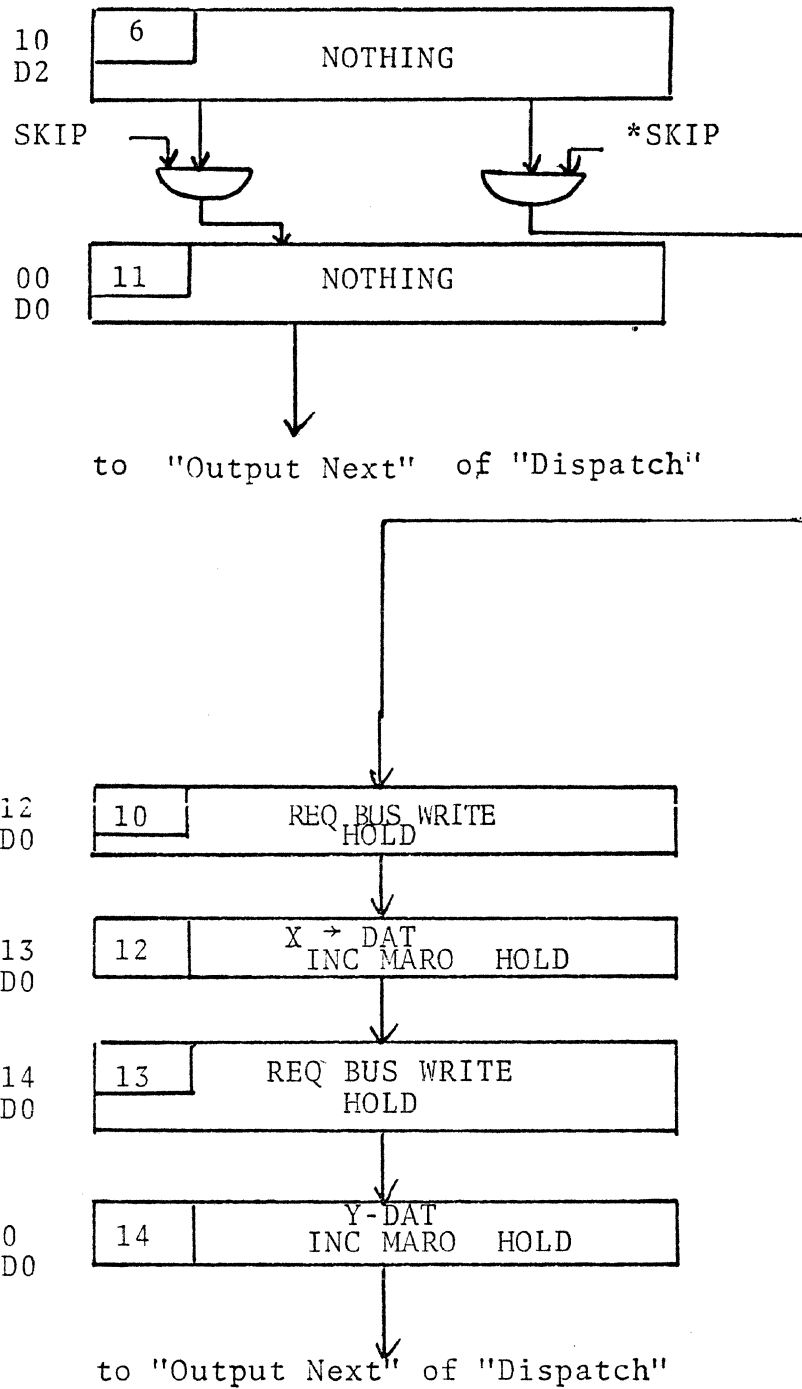 10 6 NOTHING
D2
SKIP *SKIP
00 11 NOTHING
D0
to "Output Next" of "Dispatch"
12 10 REQ BUS WRITE
D0 HOLD
13 12 X → DAT
D0 INC MARO HOLD
14 13 REQ BUS WRITE
D0 HOLD
0 14 Y-DAT
D0 INC MARO HOLD
to "Output Next" of "Dispatch"